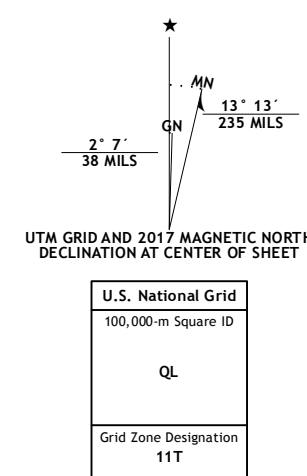 MN
GN
13° 13´
235 MILS
2° 7´
38 MILS
UTM GRID AND 2017 MAGNETIC NORTH
DECLINATION AT CENTER OF SHEET
U.S. National Grid
100,000-m Square ID
QL
Grid Zone Designation
11T